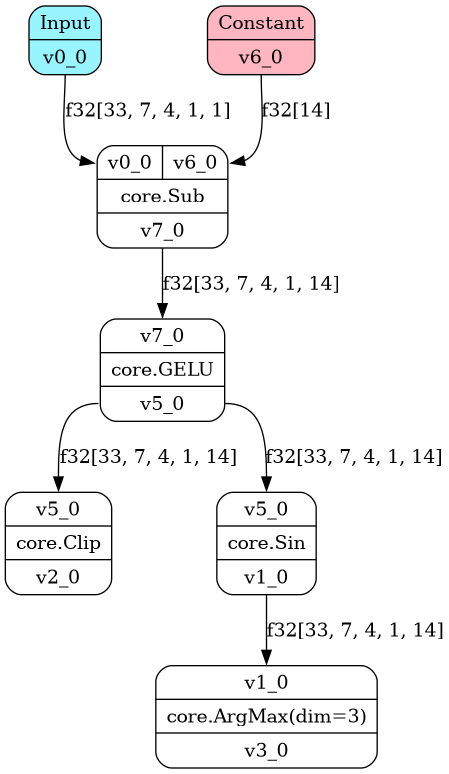 Input
v0_0
Constant
v6_0
f32[33, 7, 4, 1, 1]
f32[14]
v0_0
v6_0
core.Sub
v7_0
f32[33, 7, 4, 1, 14]
v7_0
core.GELU
v5_0
f32[33, 7, 4, 1, 14]
f32[33, 7, 4, 1, 14]
v5_0
core.Clip
v2_0
v5_0
core.Sin
v1_0
f32[33, 7, 4, 1, 14]
v1_0
core.ArgMax(dim=3)
v3_0